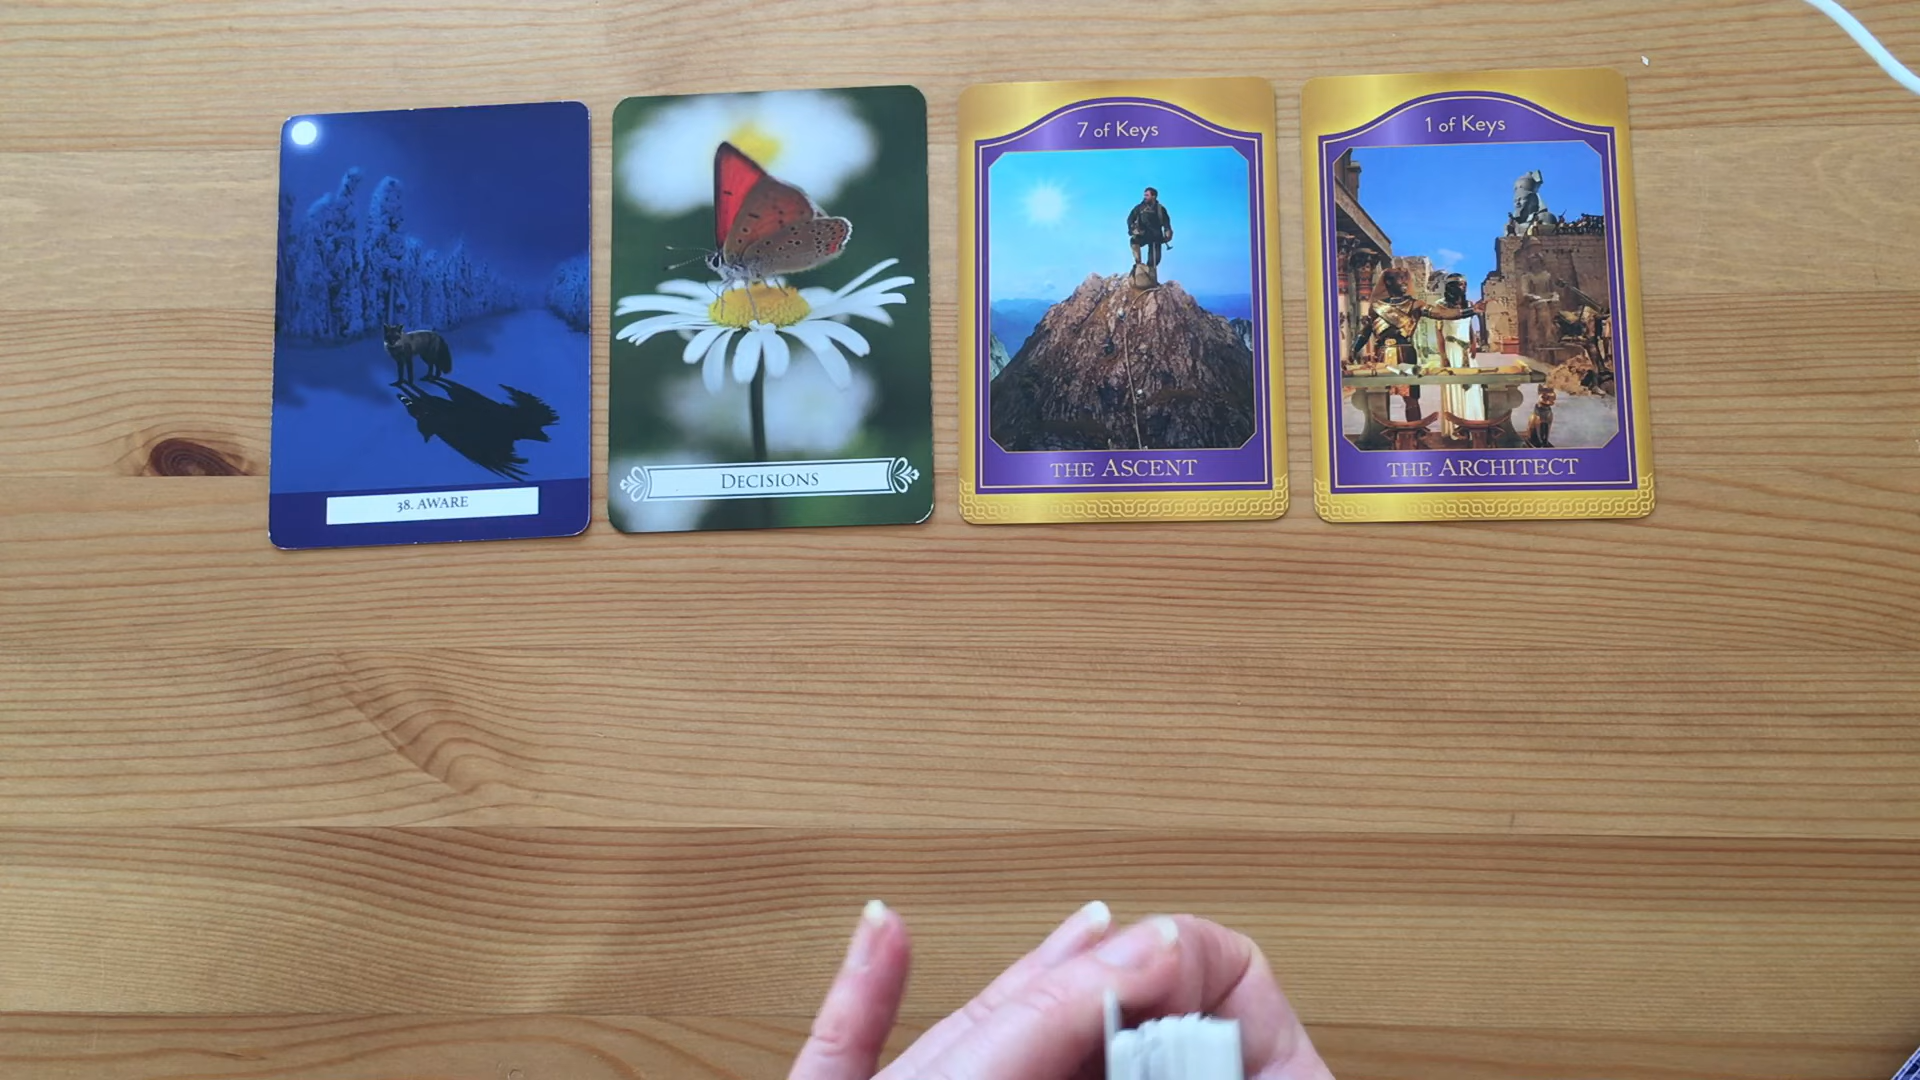 38. AWARE
DECISIONS
7 of Keys
THE ASCENT
1 of Keys
THE ARCHITECT